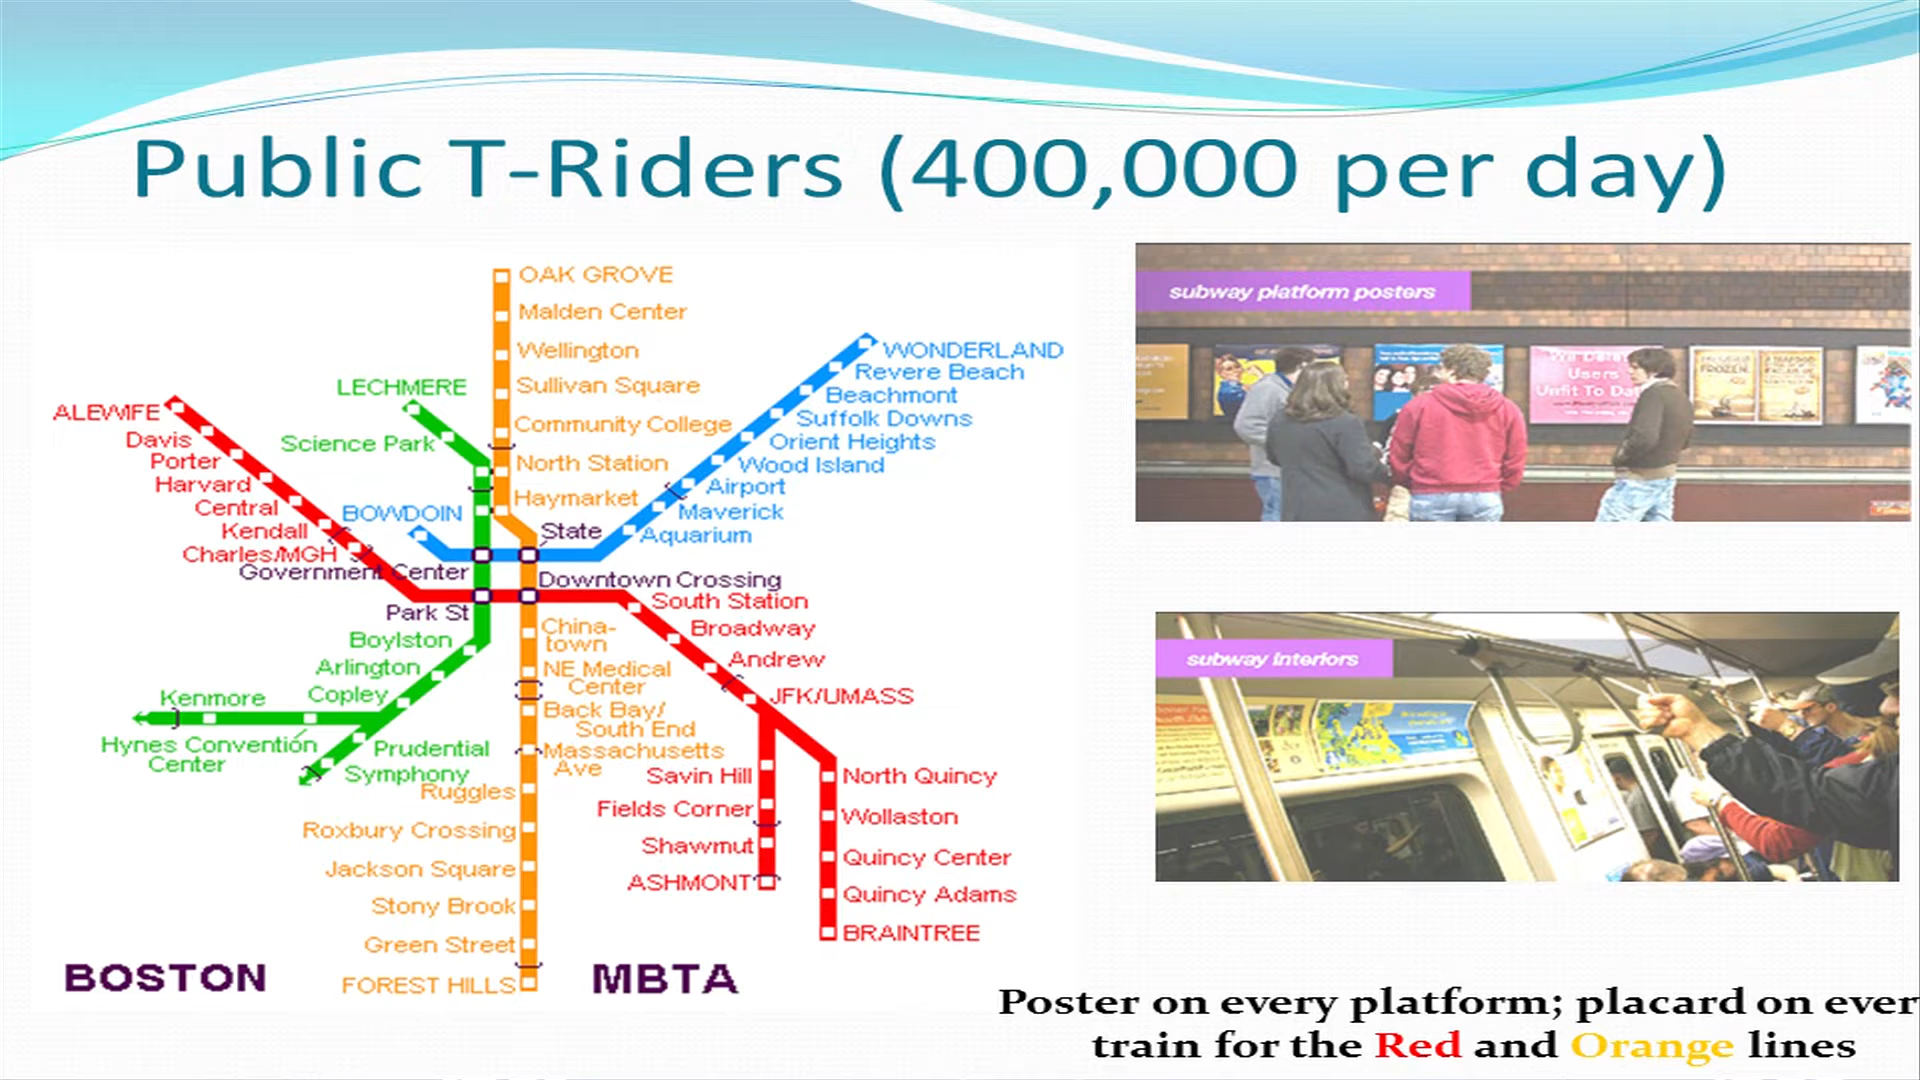 Public T-Riders (400,000 per day)
OAK GROVE
Malden Center
Wellington
Sullivan Square
Community College
North Station
Haymarket
LECHMERE
Science Park
WONDERLAND
Revere Beach
Beachmont
Suffolk Downs
Orient Heights
Wood Island
Airport
Maverick
Aquarium
BOWDOIN
State
ALEWIFE
Davis
Porter
Harvard
Central
Kendall
Charles/MGH
Government Center
Downtown Crossing
Park St
South Station
Broadway
Andrew
JFK/UMASS
Boylston
Arlington
Copley
Kenmore
Hynes Convention
Center
Prudential
Symphony
China-
town
NE Medical
Center
Back Bay/
South End
Massachusetts
Ave
Ruggles
Roxbury Crossing
Jackson Square
Stony Brook
Green Street
FOREST HILLS
Savin Hill
Fields Corner
Shawmut
ASHMONT
North Quincy
Wollaston
Quincy Center
Quincy Adams
BRAINTREE
BOSTON
MBTA
subway platform posters
Users
Unfit To Dat
FROZEN
subway interiors
Poster on every platform; placard on ever
train for the Red and Orange lines